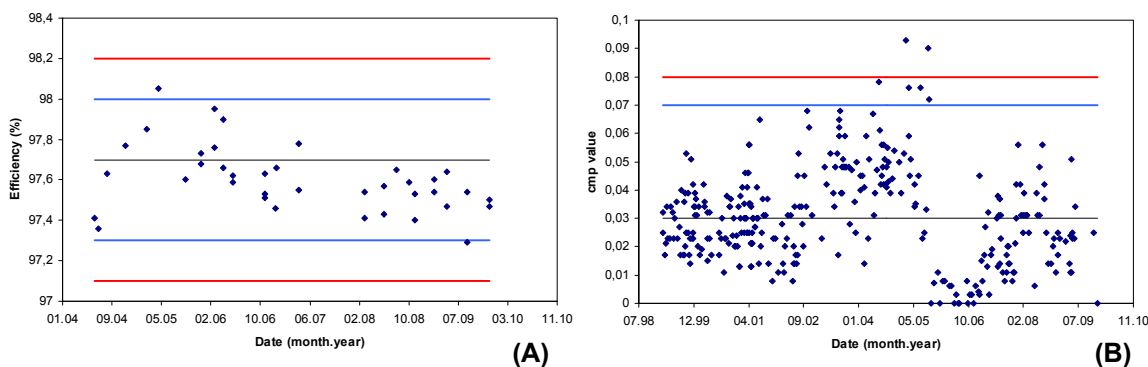 98,4
98,2
98
97,8
97,6
97,4
97,2
97
Efficiency (%)
01.04 09.04 05.05 02.06 10.06 06.07 02.08 10.08 07.09 03.10 11.10
Date (month.year)
(A)
0,1
0,09
0,08
0,07
0,06
0,05
0,04
0,03
0,02
0,01
0
cmp value
07.98 12.99 04.01 09.02 01.04 05.05 10.06 02.08 07.09 11.10
Date (month.year)
(B)